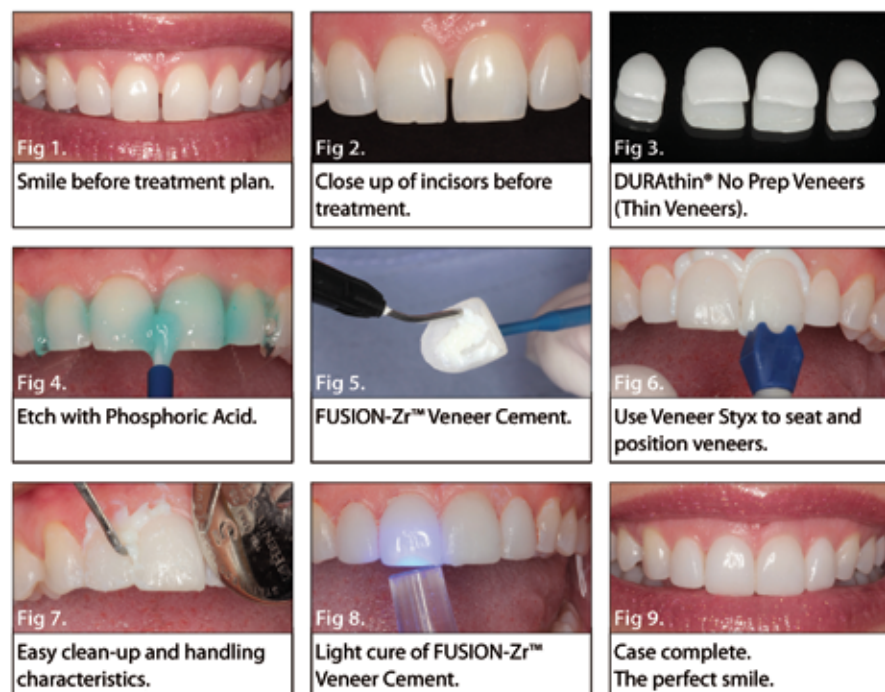 Fig 1.
Smile before treatment plan.
Fig 2.
Close up of incisors before
treatment.
Fig 3.
DURAthin® No Prep Veneers
(Thin Veneers).
Fig 4.
Etch with Phosphoric Acid.
Fig 5.
FUSION-Zr™ Veneer Cement.
Fig 6.
Use Veneer Styx to seat and
position veneers.
Fig 7.
Easy clean-up and handling
characteristics.
Fig 8.
Light cure of FUSION-Zr™
Veneer Cement.
Fig 9.
Case complete.
The perfect smile.